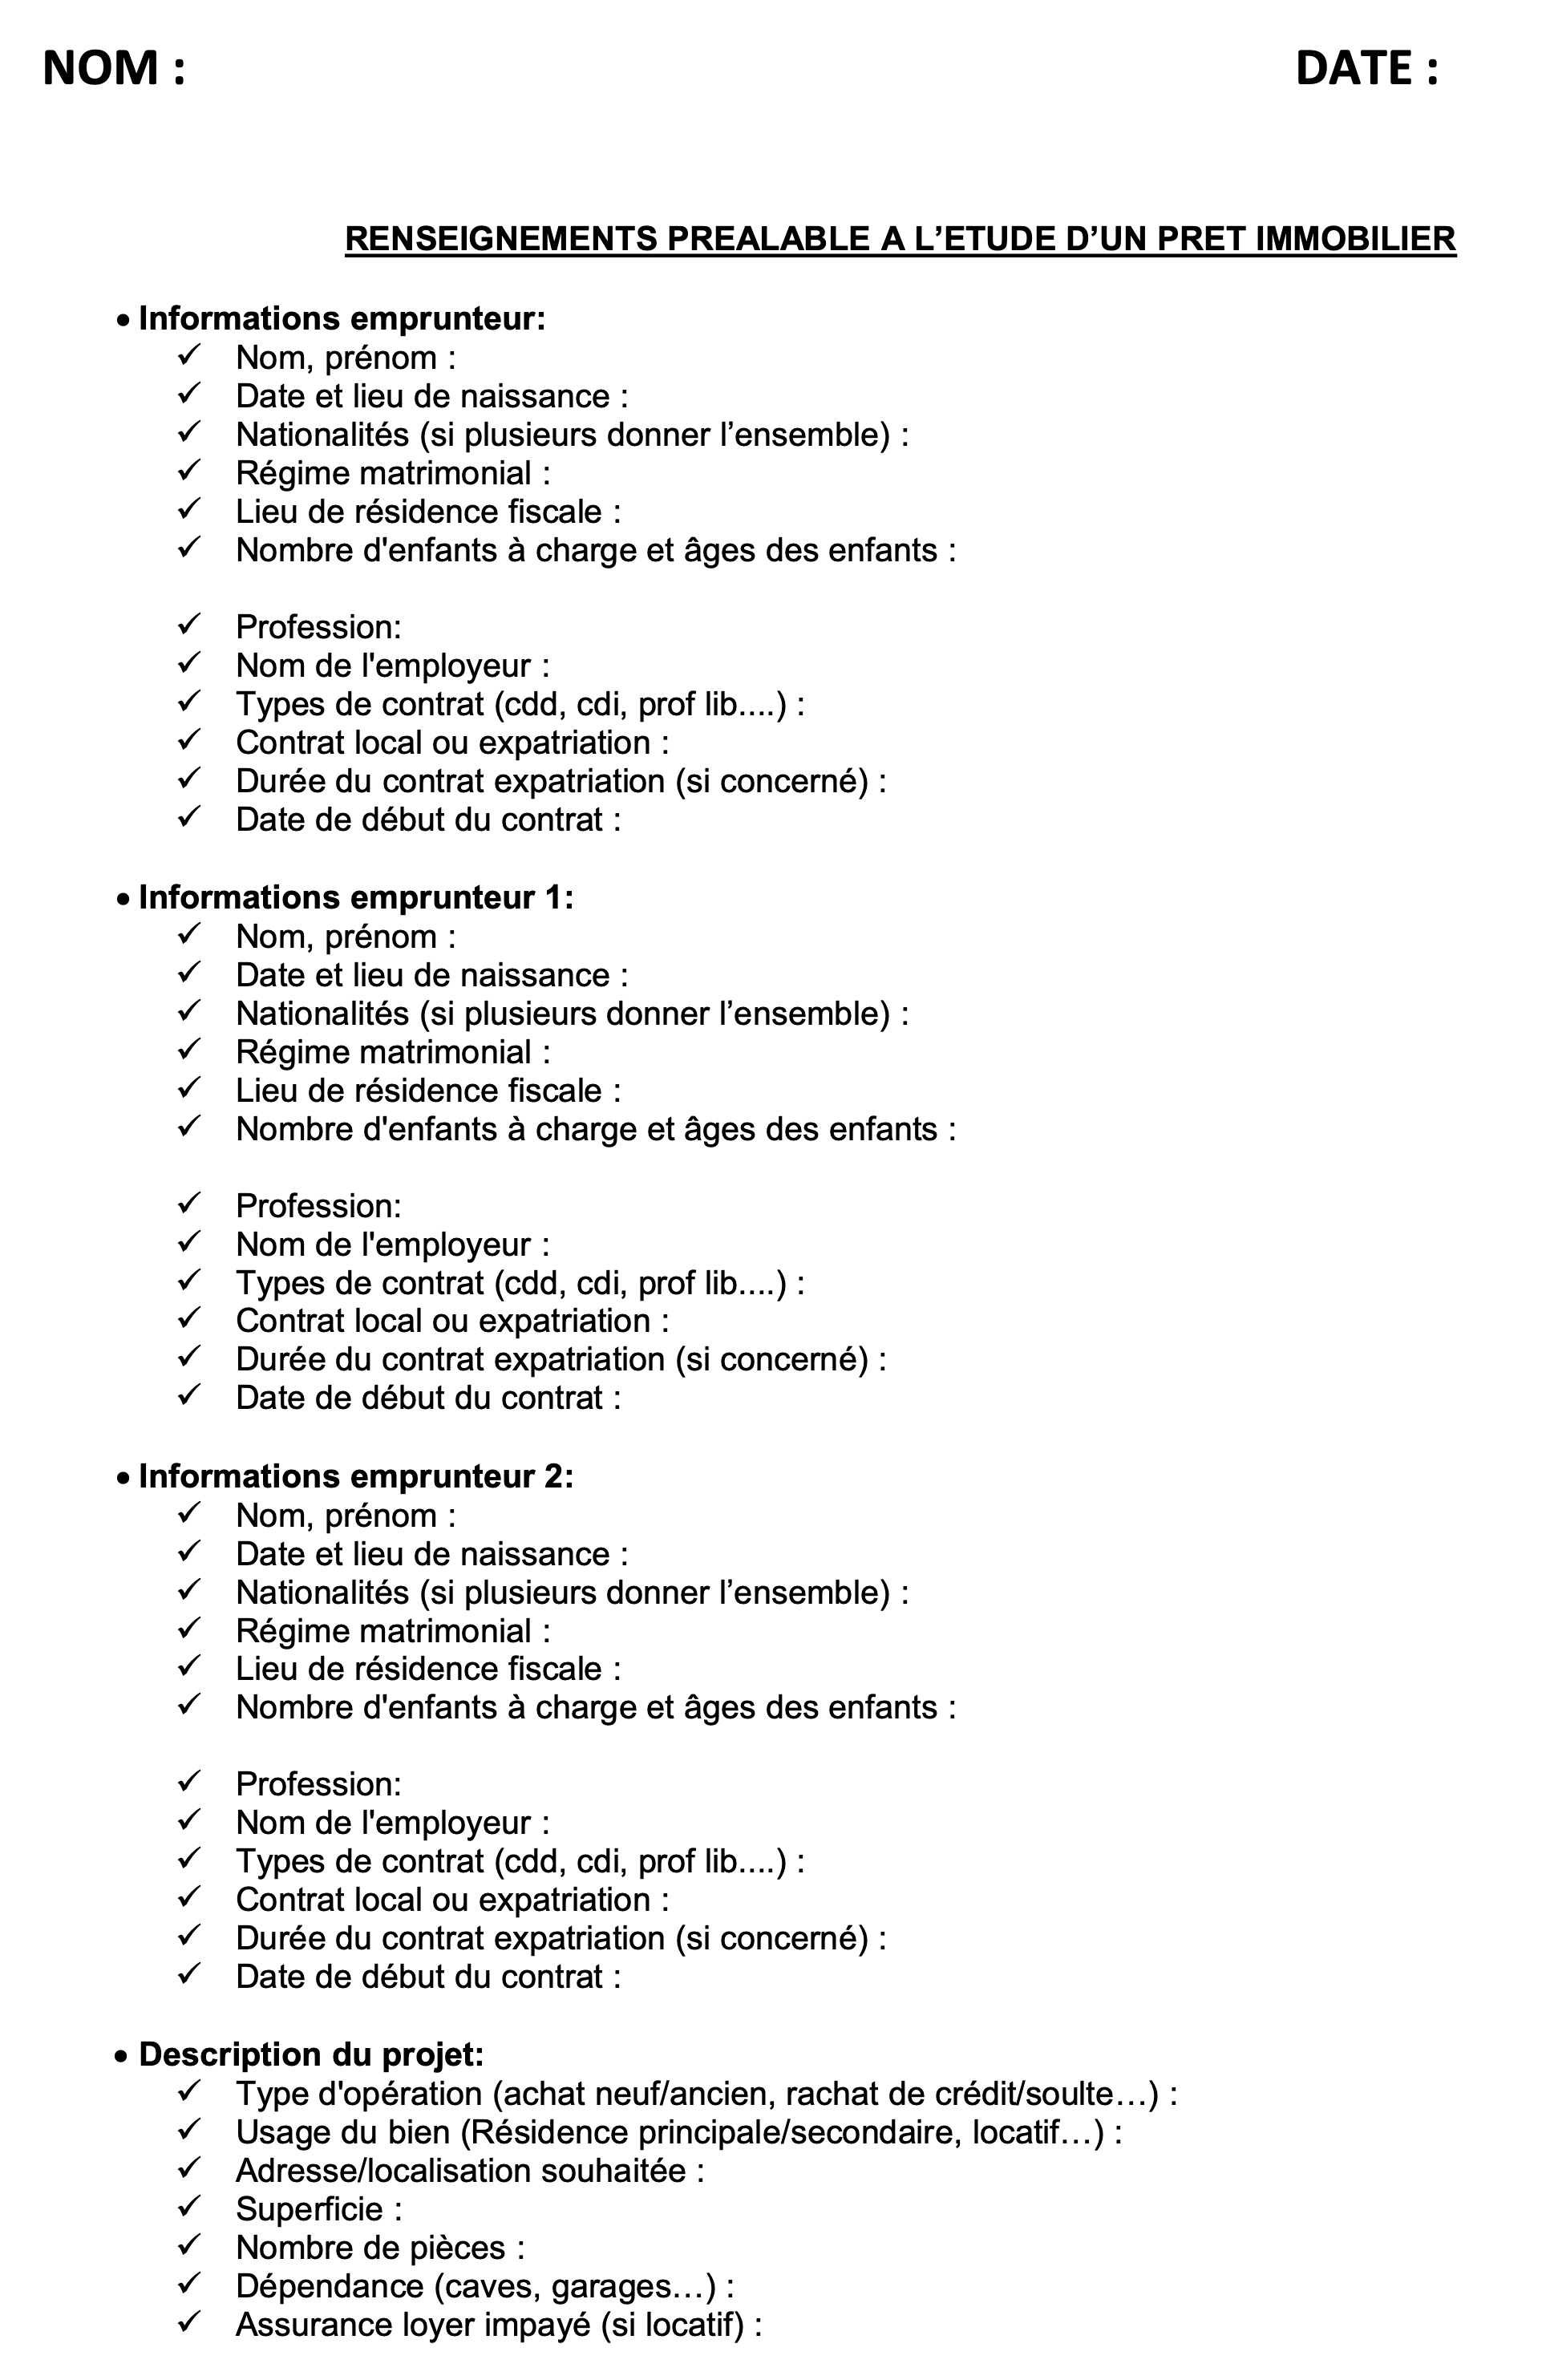 NOM : DATE :
RENSEIGNEMENTS PREALABLE A L’ETUDE D’UN PRET IMMOBILIER
• Informations emprunteur:
✓ Nom, prénom :
✓ Date et lieu de naissance :
✓ Nationalités (si plusieurs donner l’ensemble) :
✓ Régime matrimonial :
✓ Lieu de résidence fiscale :
✓ Nombre d'enfants à charge et âges des enfants :
✓ Profession:
✓ Nom de l'employeur :
✓ Types de contrat (cdd, cdi, prof lib....) :
✓ Contrat local ou expatriation :
✓ Durée du contrat expatriation (si concerné) :
✓ Date de début du contrat :
• Informations emprunteur 1:
✓ Nom, prénom :
✓ Date et lieu de naissance :
✓ Nationalités (si plusieurs donner l’ensemble) :
✓ Régime matrimonial :
✓ Lieu de résidence fiscale :
✓ Nombre d'enfants à charge et âges des enfants :
✓ Profession:
✓ Nom de l'employeur :
✓ Types de contrat (cdd, cdi, prof lib....) :
✓ Contrat local ou expatriation :
✓ Durée du contrat expatriation (si concerné) :
✓ Date de début du contrat :
• Informations emprunteur 2:
✓ Nom, prénom :
✓ Date et lieu de naissance :
✓ Nationalités (si plusieurs donner l’ensemble) :
✓ Régime matrimonial :
✓ Lieu de résidence fiscale :
✓ Nombre d'enfants à charge et âges des enfants :
✓ Profession:
✓ Nom de l'employeur :
✓ Types de contrat (cdd, cdi, prof lib....) :
✓ Contrat local ou expatriation :
✓ Durée du contrat expatriation (si concerné) :
✓ Date de début du contrat :
• Description du projet:
✓ Type d'opération (achat neuf/ancien, rachat de crédit/soulte…) :
✓ Usage du bien (Résidence principale/secondaire, locatif…) :
✓ Adresse/localisation souhaitée :
✓ Superficie :
✓ Nombre de pièces :
✓ Dépendance (caves, garages…) :
✓ Assurance loyer impayé (si locatif) :